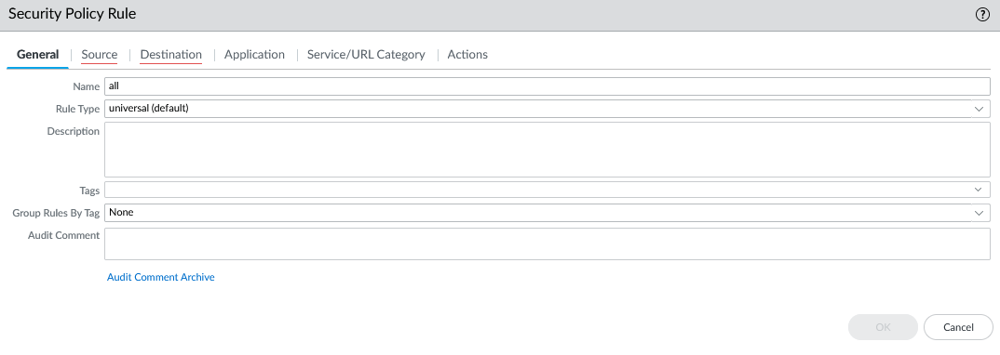 Security Policy Rule
General Source Destination Application Service/URL Category Actions
Name all
Rule Type universal (default)
Description
Tags
Group Rules By Tag None
Audit Comment
Audit Comment Archive
OK Cancel